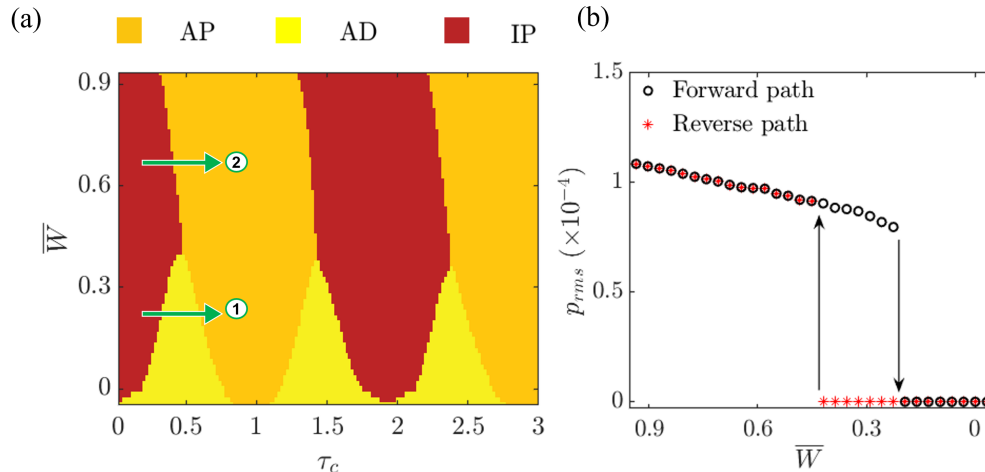 (a)
AP AD IP
0.9
0.6
0.3
0
W
0 0.5 1 1.5 2 2.5 3
τc
2
1
(b)
1.5
1
0.5
0
prms (×10−4)
Forward path
Reverse path
0.9 0.6 0.3 0
W